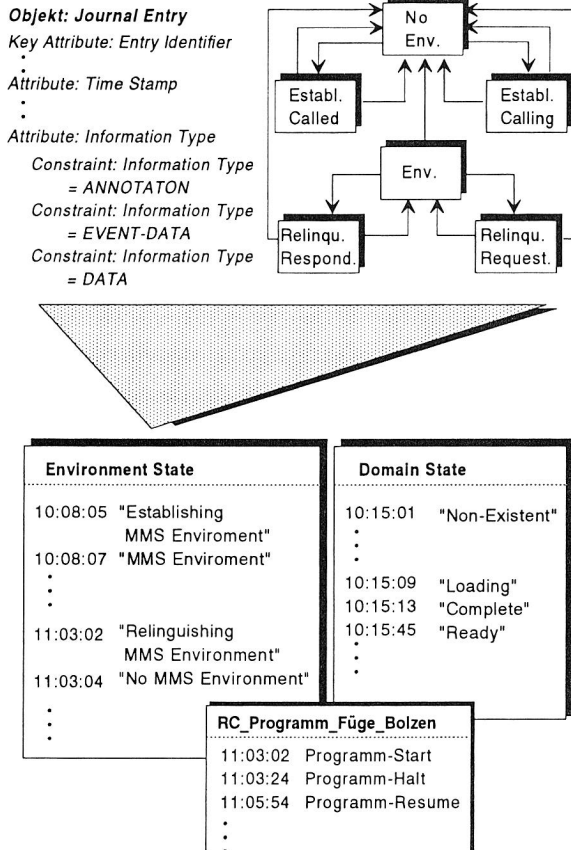 Objekt: Journal Entry
Key Attribute: Entry Identifier
Attribute: Time Stamp
Attribute: Information Type
Constraint: Information Type
= ANNOTATON
Constraint: Information Type
= EVENT-DATA
Constraint: Information Type
= DATA
No
Env.
Establ.
Called
Establ.
Calling
Env.
Relinqu.
Respond.
Relinqu.
Request.
Environment State
10:08:05 "Establishing
MMS Enviroment"
10:08:07 "MMS Enviroment"
11:03:02 "Relinguishing
MMS Environment"
11:03:04 "No MMS Environment"
Domain State
10:15:01 "Non-Existent"
10:15:09 "Loading"
10:15:13 "Complete"
10:15:45 "Ready"
RC_Programm_Füge_Bolzen
11:03:02 Programm-Start
11:03:24 Programm-Halt
11:05:54 Programm-Resume